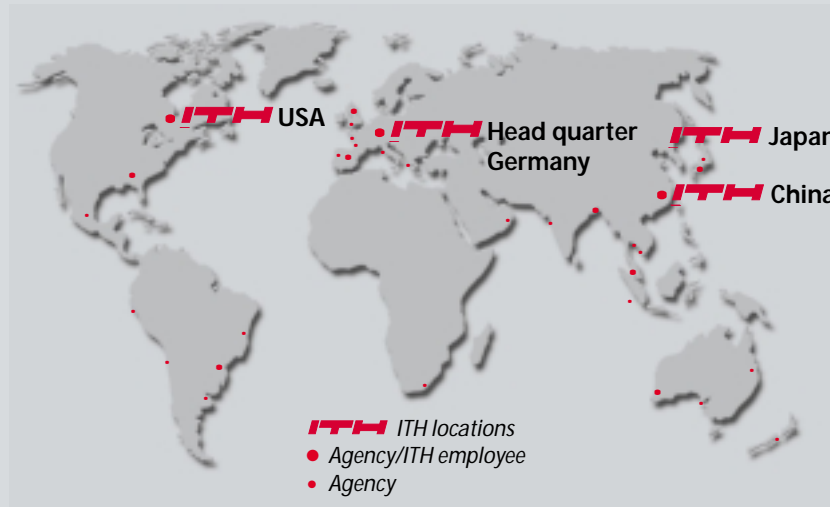 ITH USA
ITH Head quarter
Germany
ITH Japan
ITH China
ITH ITH locations
Agency/ITH employee
Agency